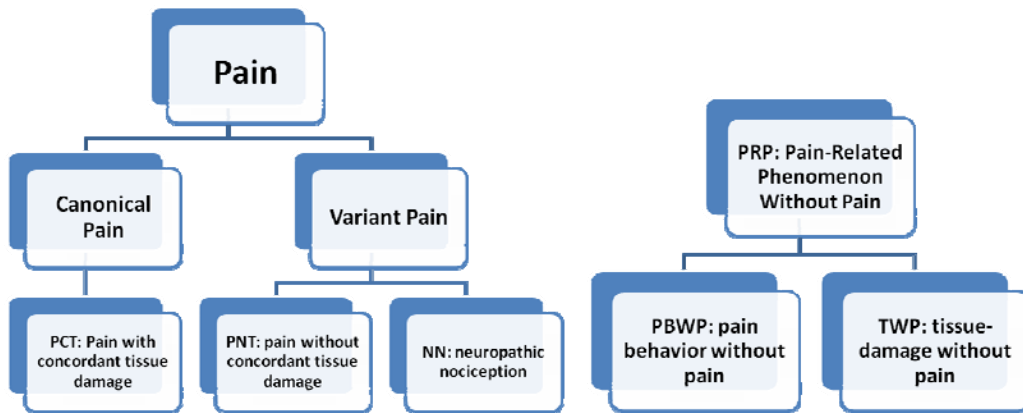 Pain
Canonical
Pain
Variant Pain
PCT: Pain with
concordant tissue
damage
PNT: pain without
concordant tissue
damage
NN: neuropathic
nociception
PRP: Pain-Related
Phenomenon
Without Pain
PBWP: pain
behavior without
pain
TWP: tissue-
damage without
pain